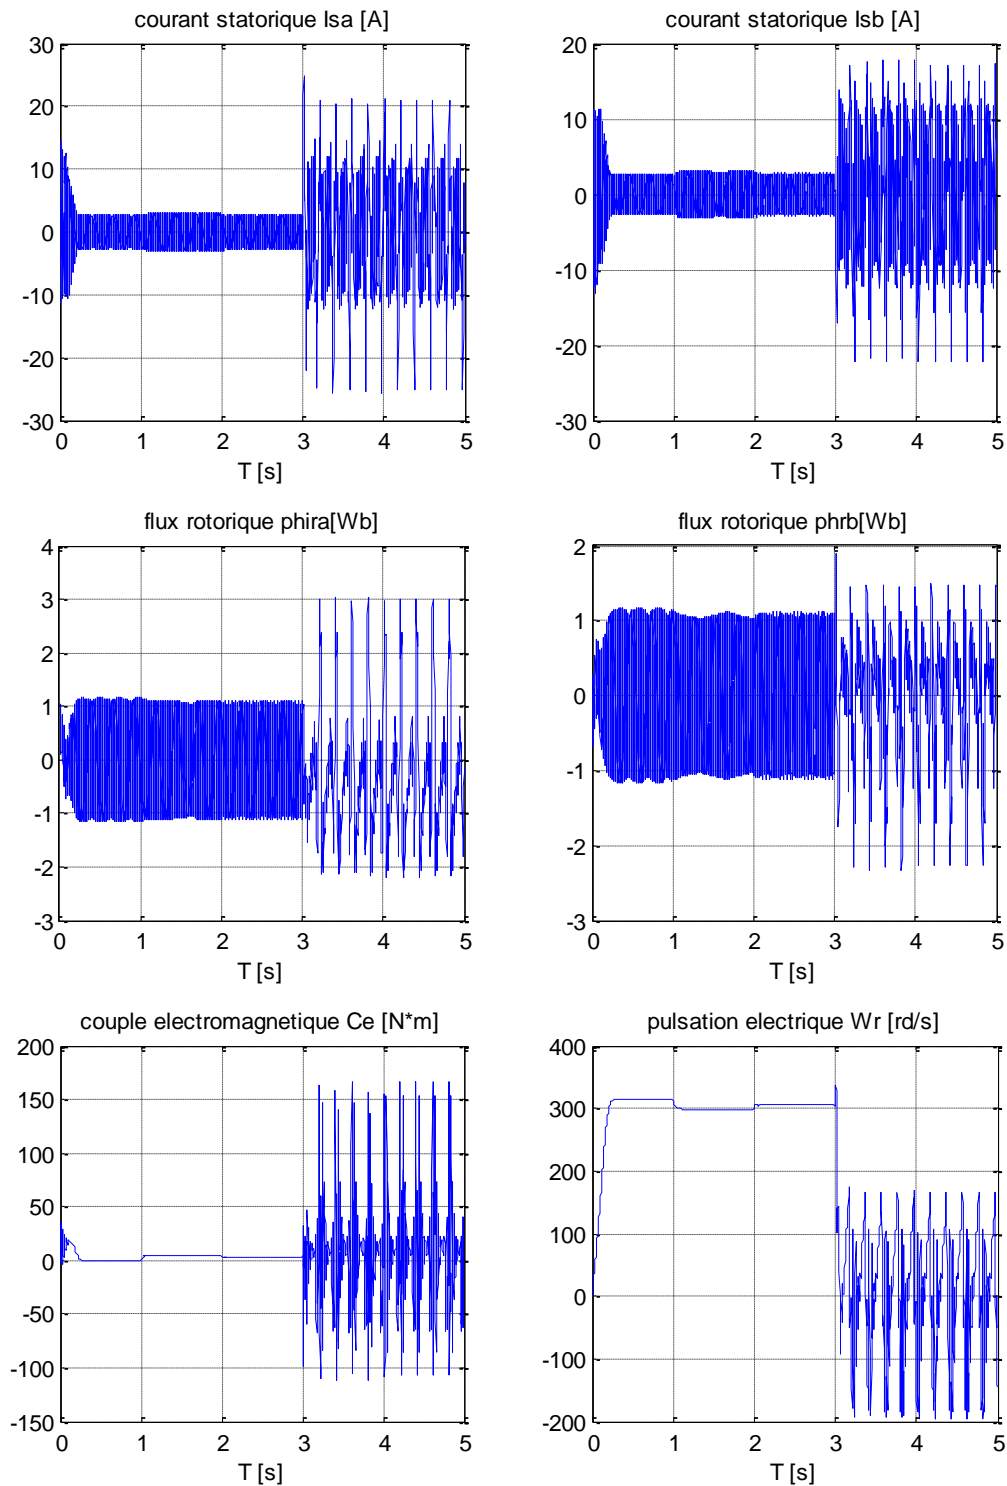 courant statorique Isa [A]
30
20
10
0
-10
-20
-30
0 1 2 3 4 5
T [s]
courant statorique Isb [A]
20
10
0
-10
-20
-30
0 1 2 3 4 5
T [s]
flux rotorique phira[Wb]
4
3
2
1
0
-1
-2
-3
0 1 2 3 4 5
T [s]
flux rotorique phrb[Wb]
2
1
0
-1
-2
-3
0 1 2 3 4 5
T [s]
couple electromagnetique Ce [N*m]
200
150
100
50
0
-50
-100
-150
0 1 2 3 4 5
T [s]
pulsation electrique Wr [rd/s]
400
300
200
100
0
-100
-200
0 1 2 3 4 5
T [s]